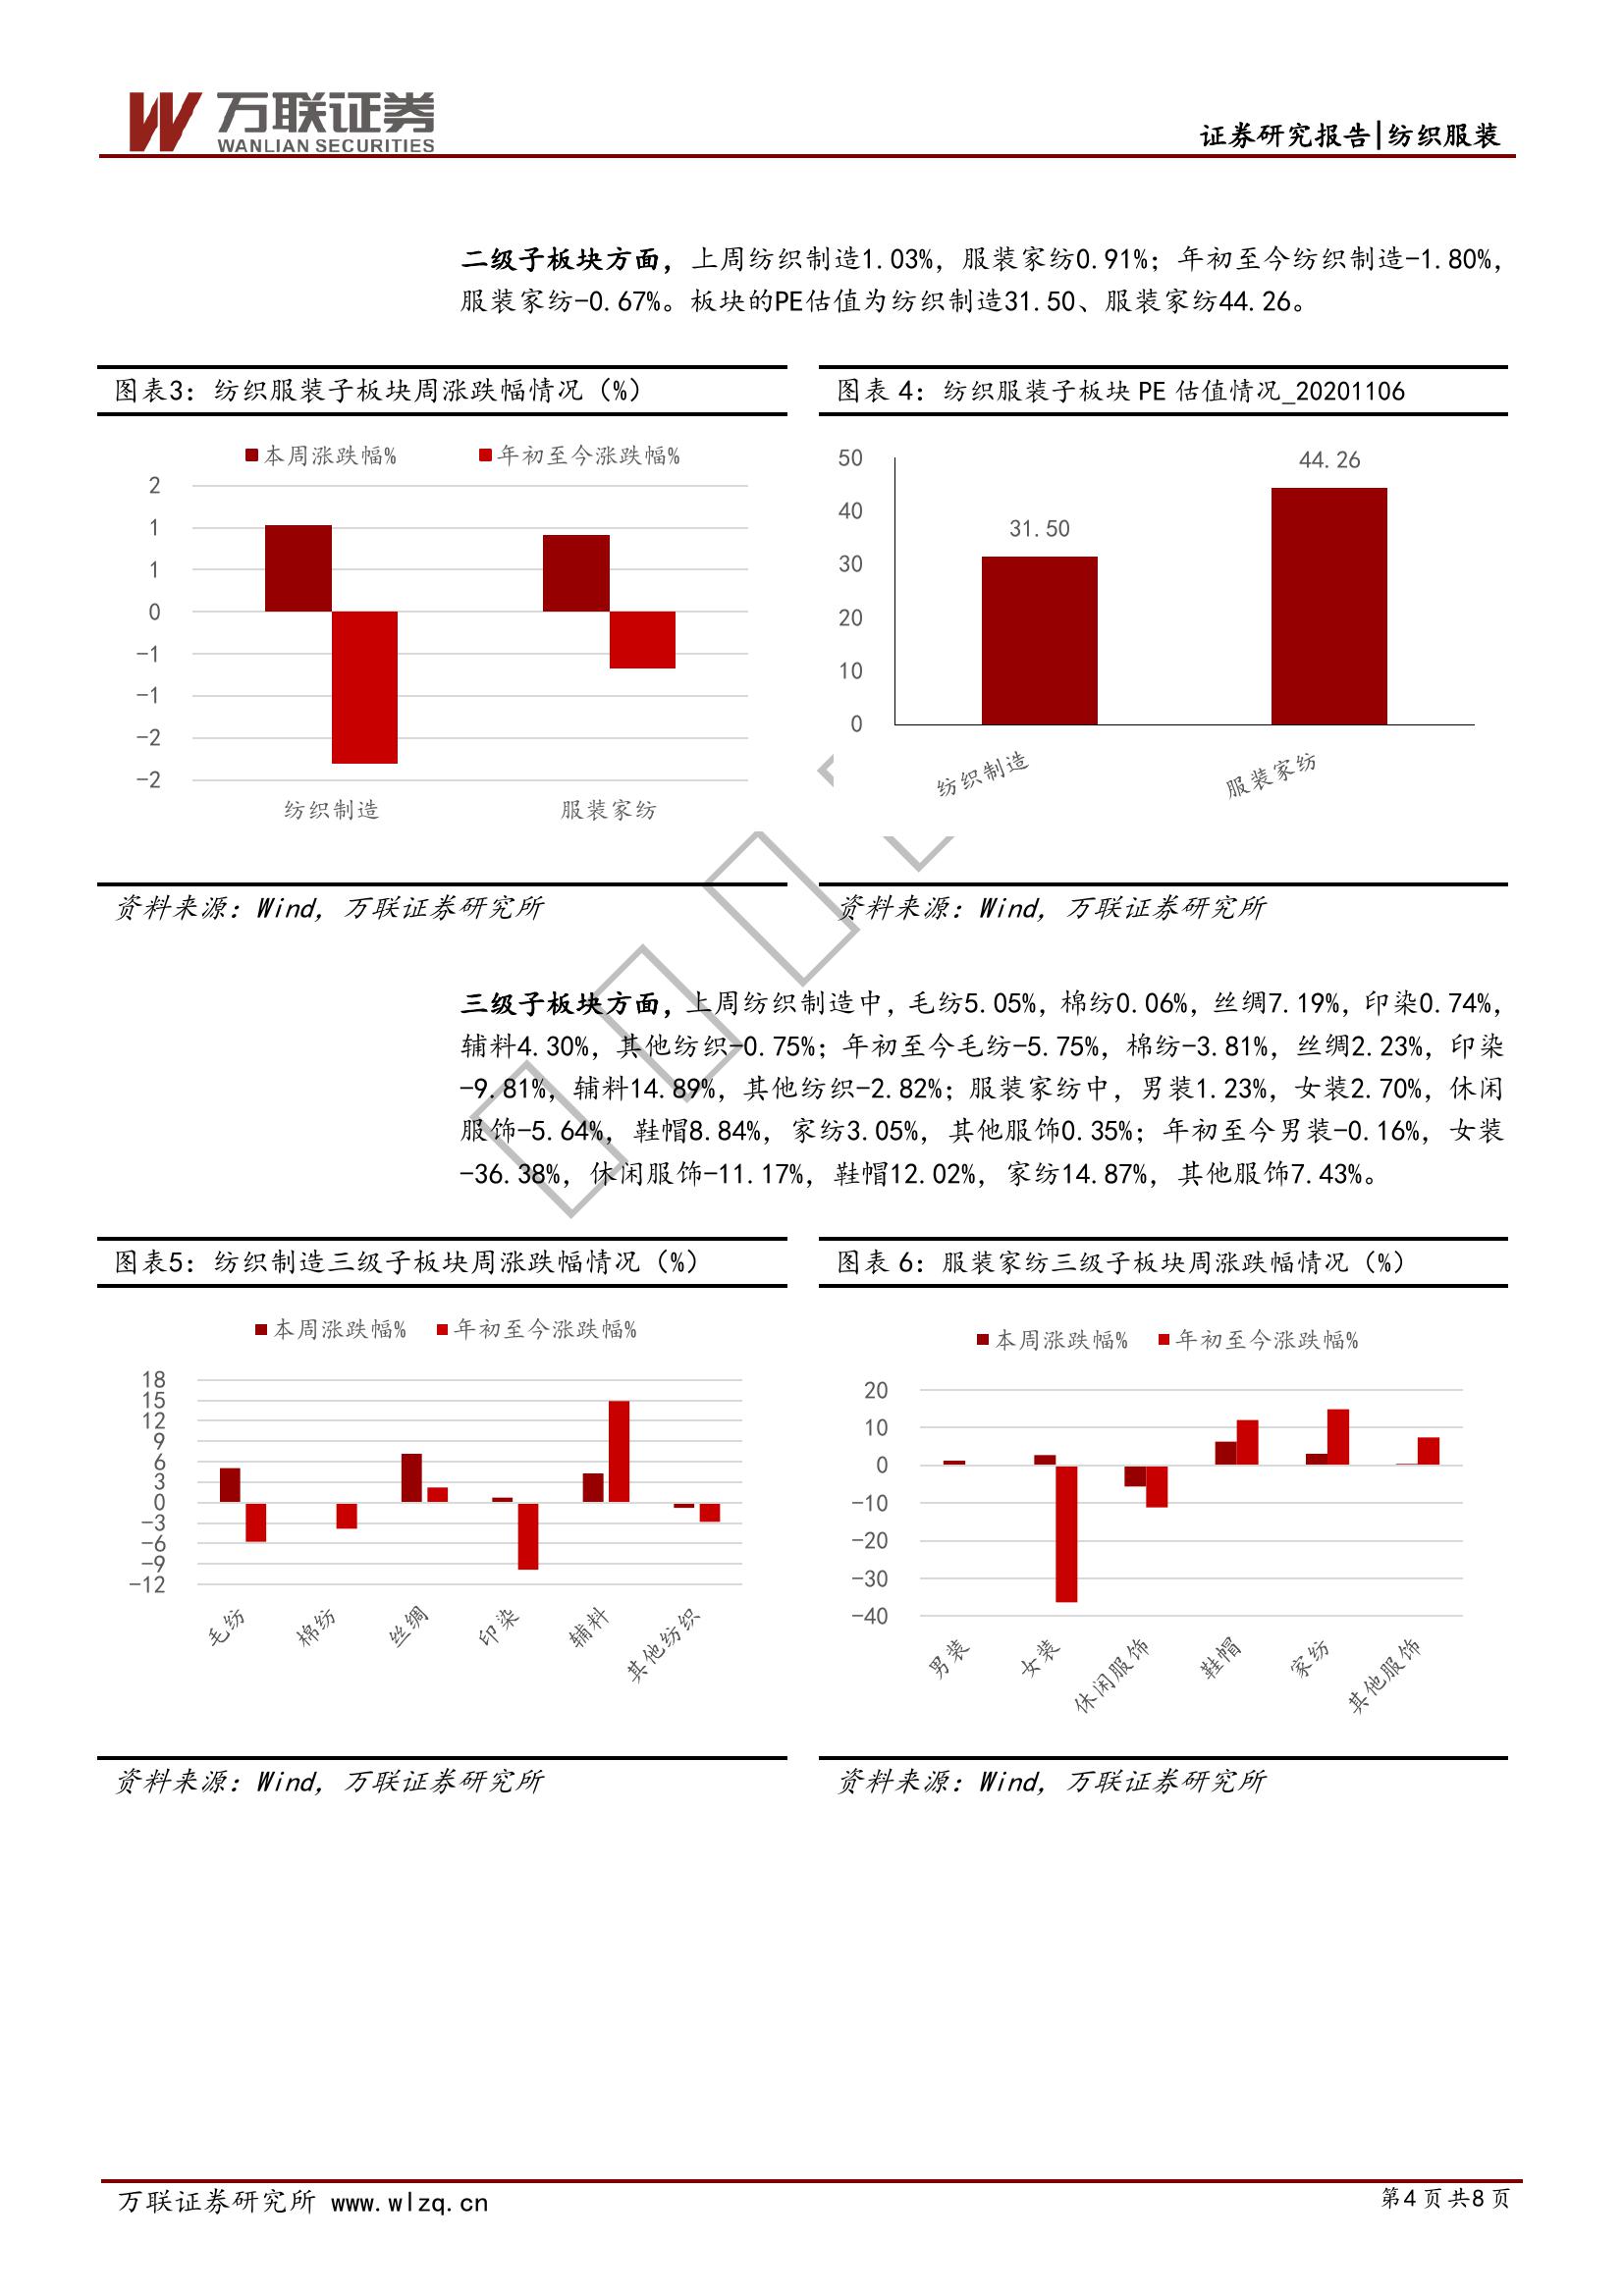 万联证券
WANLIAN SECURITIES
证券研究报告|纺织服装
二级子板块方面，上周纺织制造1.03%，服装家纺0.91%；年初至今纺织制造-1.80%，
服装家纺-0.67%。板块的PE估值为纺织制造31.50、服装家纺44.26。
图表3：纺织服装子板块周涨跌幅情况（%）
本周涨跌幅% 年初至今涨跌幅%
2
1
1
0
-1
-1
-2
-2
纺织制造 服装家纺
资料来源：Wind，万联证券研究所
图表 4：纺织服装子板块 PE 估值情况_20201106
50
40
30
20
10
0
31.50
44.26
纺织制造 服装家纺
资料来源：Wind，万联证券研究所
三级子板块方面，上周纺织制造中，毛纺5.05%，棉纺0.06%，丝绸7.19%，印染0.74%，
辅料4.30%，其他纺织-0.75%；年初至今毛纺-5.75%，棉纺-3.81%，丝绸2.23%，印染
-9.81%，辅料14.89%，其他纺织-2.82%；服装家纺中，男装1.23%，女装2.70%，休闲
服饰-5.64%，鞋帽8.84%，家纺3.05%，其他服饰0.35%；年初至今男装-0.16%，女装
-36.38%，休闲服饰-11.17%，鞋帽12.02%，家纺14.87%，其他服饰7.43%。
图表5：纺织制造三级子板块周涨跌幅情况（%）
本周涨跌幅% 年初至今涨跌幅%
18
15
12
9
6
3
0
-3
-6
-9
-12
毛纺 棉纺 丝绸 印染 辅料 其他纺织
资料来源：Wind，万联证券研究所
图表 6：服装家纺三级子板块周涨跌幅情况（%）
本周涨跌幅% 年初至今涨跌幅%
20
10
0
-10
-20
-30
-40
男装 女装 休闲服饰 鞋帽 家纺 其他服饰
资料来源：Wind，万联证券研究所
万联证券研究所 www.wlzq.cn
第4页共8页